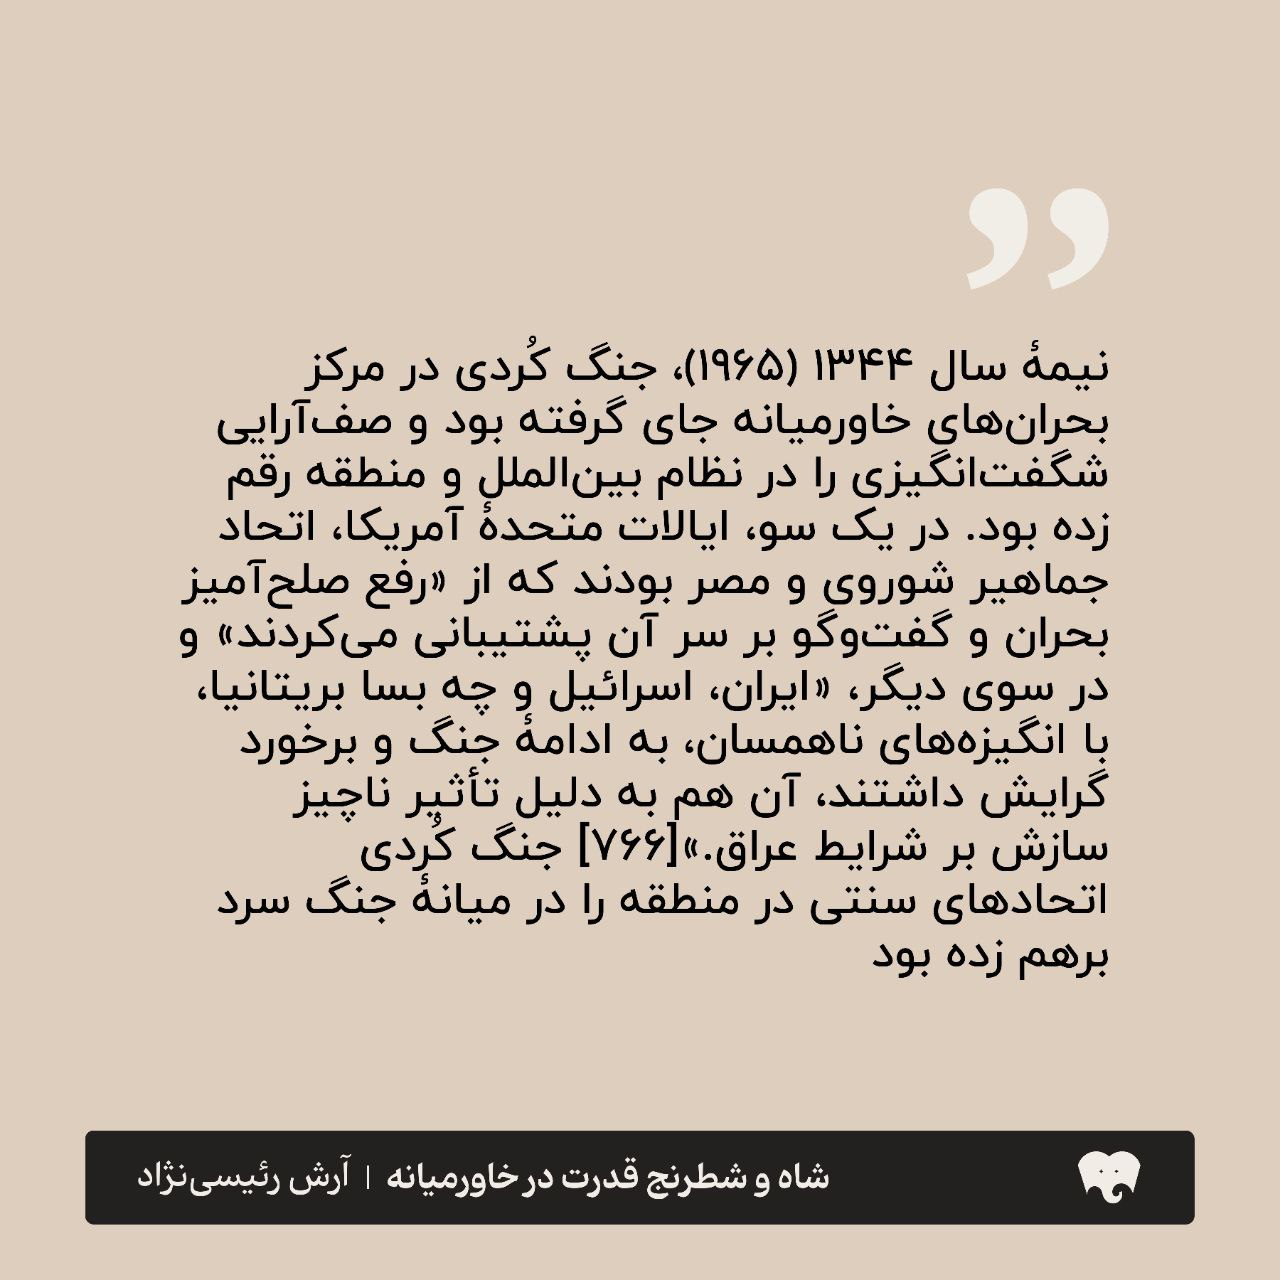 نیمهٔ سال ۱۳۴۴ (۱۹۶۵)، جنگ کُردی در مرکز
بحران‌های خاورمیانه جای گرفته بود و صف‌آرایی
شگفت‌انگیزی را در نظام بین‌الملل و منطقه رقم
زده بود. در یک سو، ایالات متحدهٔ آمریکا، اتحاد
جماهیر شوروی و مصر بودند که از «رفع صلح‌آمیز
بحران و گفت‌وگو بر سر آن پشتیبانی می‌کردند» و
در سوی دیگر، «ایران، اسرائیل و چه بسا بریتانیا،
با انگیزه‌های ناهمسان، به ادامهٔ جنگ و برخورد
گرایش داشتند، آن هم به دلیل تأثیر ناچیز
سازش بر شرایط عراق.»[۷۶۶] جنگ کُردی
اتحادهای سنتی در منطقه را در میانهٔ جنگ سرد
برهم زده بود
شاه و شطرنج قدرت در خاورمیانه | آرش رئیسی‌نژاد